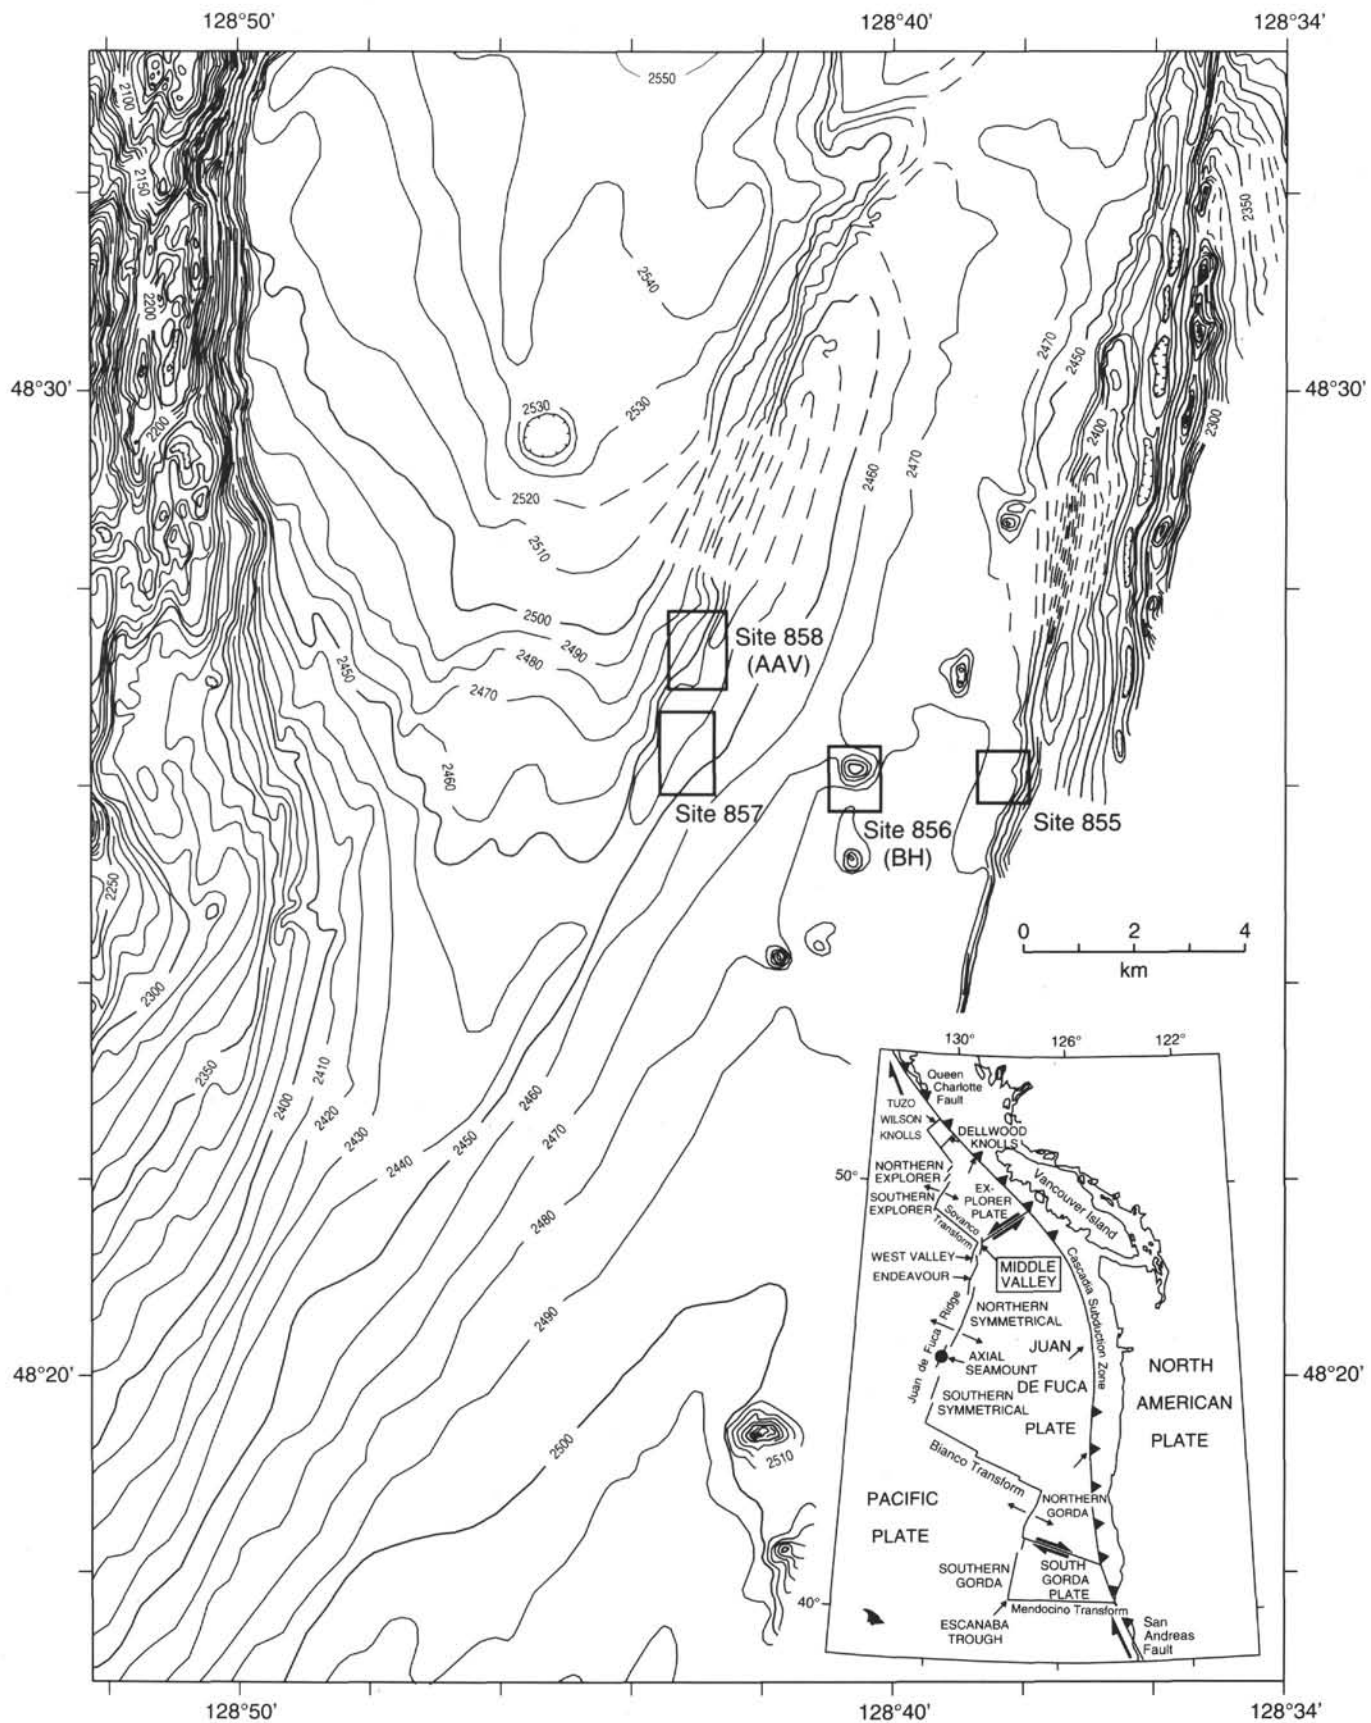 128°50'
128°40'
128°34'
2550
2100
2150
2350
2200
2540
2470
2450
48°30'
48°30'
2530
2530
2200
2400
2300
2460
2470
2520
2510
2500
2490
2480
2450
2470
2460
Site 858
(AAV)
Site 857
Site 856
(BH)
Site 855
2250
2300
0
2
4
km
2350
2400
2410
2420
2430
2440
2450
2460
2470
2480
2490
2500
2510
48°20'
48°20'
130°
126°
122°
Queen
Charlotte
Fault
TUZO
WILSON
KNOLLS
DELLWOOD
KNOLLS
50°
NORTHERN
EXPLORER
SOUTHERN
EXPLORER
EX-
PLORER
PLATE
Vancouver Island
Sovanco
Transform
WEST VALLEY
MIDDLE
VALLEY
ENDEAVOUR
Cascadia Subduction Zone
NORTHERN
SYMMETRICAL
Juan de Fuca Ridge
JUAN
DE FUCA
PLATE
AXIAL
SEAMOUNT
SOUTHERN
SYMMETRICAL
NORTH
AMERICAN
PLATE
Blanco Transform
PACIFIC
PLATE
NORTHERN
GORDA
SOUTHERN
GORDA
SOUTH
GORDA
PLATE
40°
Mendocino Transform
ESCANABA
TROUGH
San
Andreas
Fault
128°50'
128°40'
128°34'